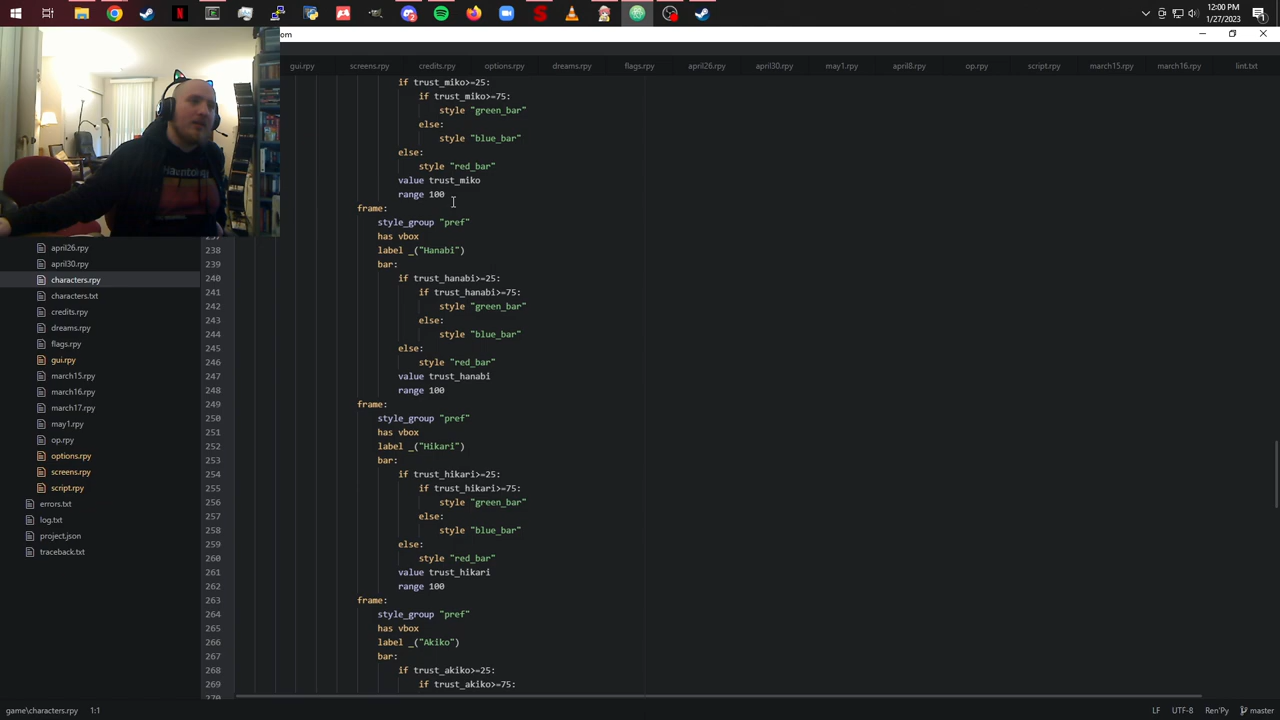 12:00 PM
1/27/2023
om
gui.rpy screens.rpy credits.rpy options.rpy dreams.rpy flags.rpy april26.rpy april30.rpy may1.rpy april8.rpy op.rpy script.rpy march15.rpy march16.rpy lint.txt
if trust_miko>=25:
if trust_miko>=75:
style "green_bar"
else:
style "blue_bar"
else:
style "red_bar"
value trust_miko
range 100
frame:
style_group "pref"
has vbox
238 label _("Hanabi")
239 bar:
240 if trust_hanabi>=25:
241 if trust_hanabi>=75:
242 style "green_bar"
243 else:
244 style "blue_bar"
245 else:
246 style "red_bar"
247 value trust_hanabi
248 range 100
249 frame:
250 style_group "pref"
251 has vbox
252 label _("Hikari")
253 bar:
254 if trust_hikari>=25:
255 if trust_hikari>=75:
256 style "green_bar"
257 else:
258 style "blue_bar"
259 else:
260 style "red_bar"
261 value trust_hikari
262 range 100
263 frame:
264 style_group "pref"
265 has vbox
266 label _("Akiko")
267 bar:
268 if trust_akiko>=25:
269 if trust_akiko>=75:
april26.rpy
april30.rpy
characters.rpy
characters.txt
credits.rpy
dreams.rpy
flags.rpy
gui.rpy
march15.rpy
march16.rpy
march17.rpy
may1.rpy
op.rpy
options.rpy
screens.rpy
script.rpy
errors.txt
log.txt
project.json
traceback.txt
game\characters.rpy 1:1 LF UTF-8 Ren'Py master